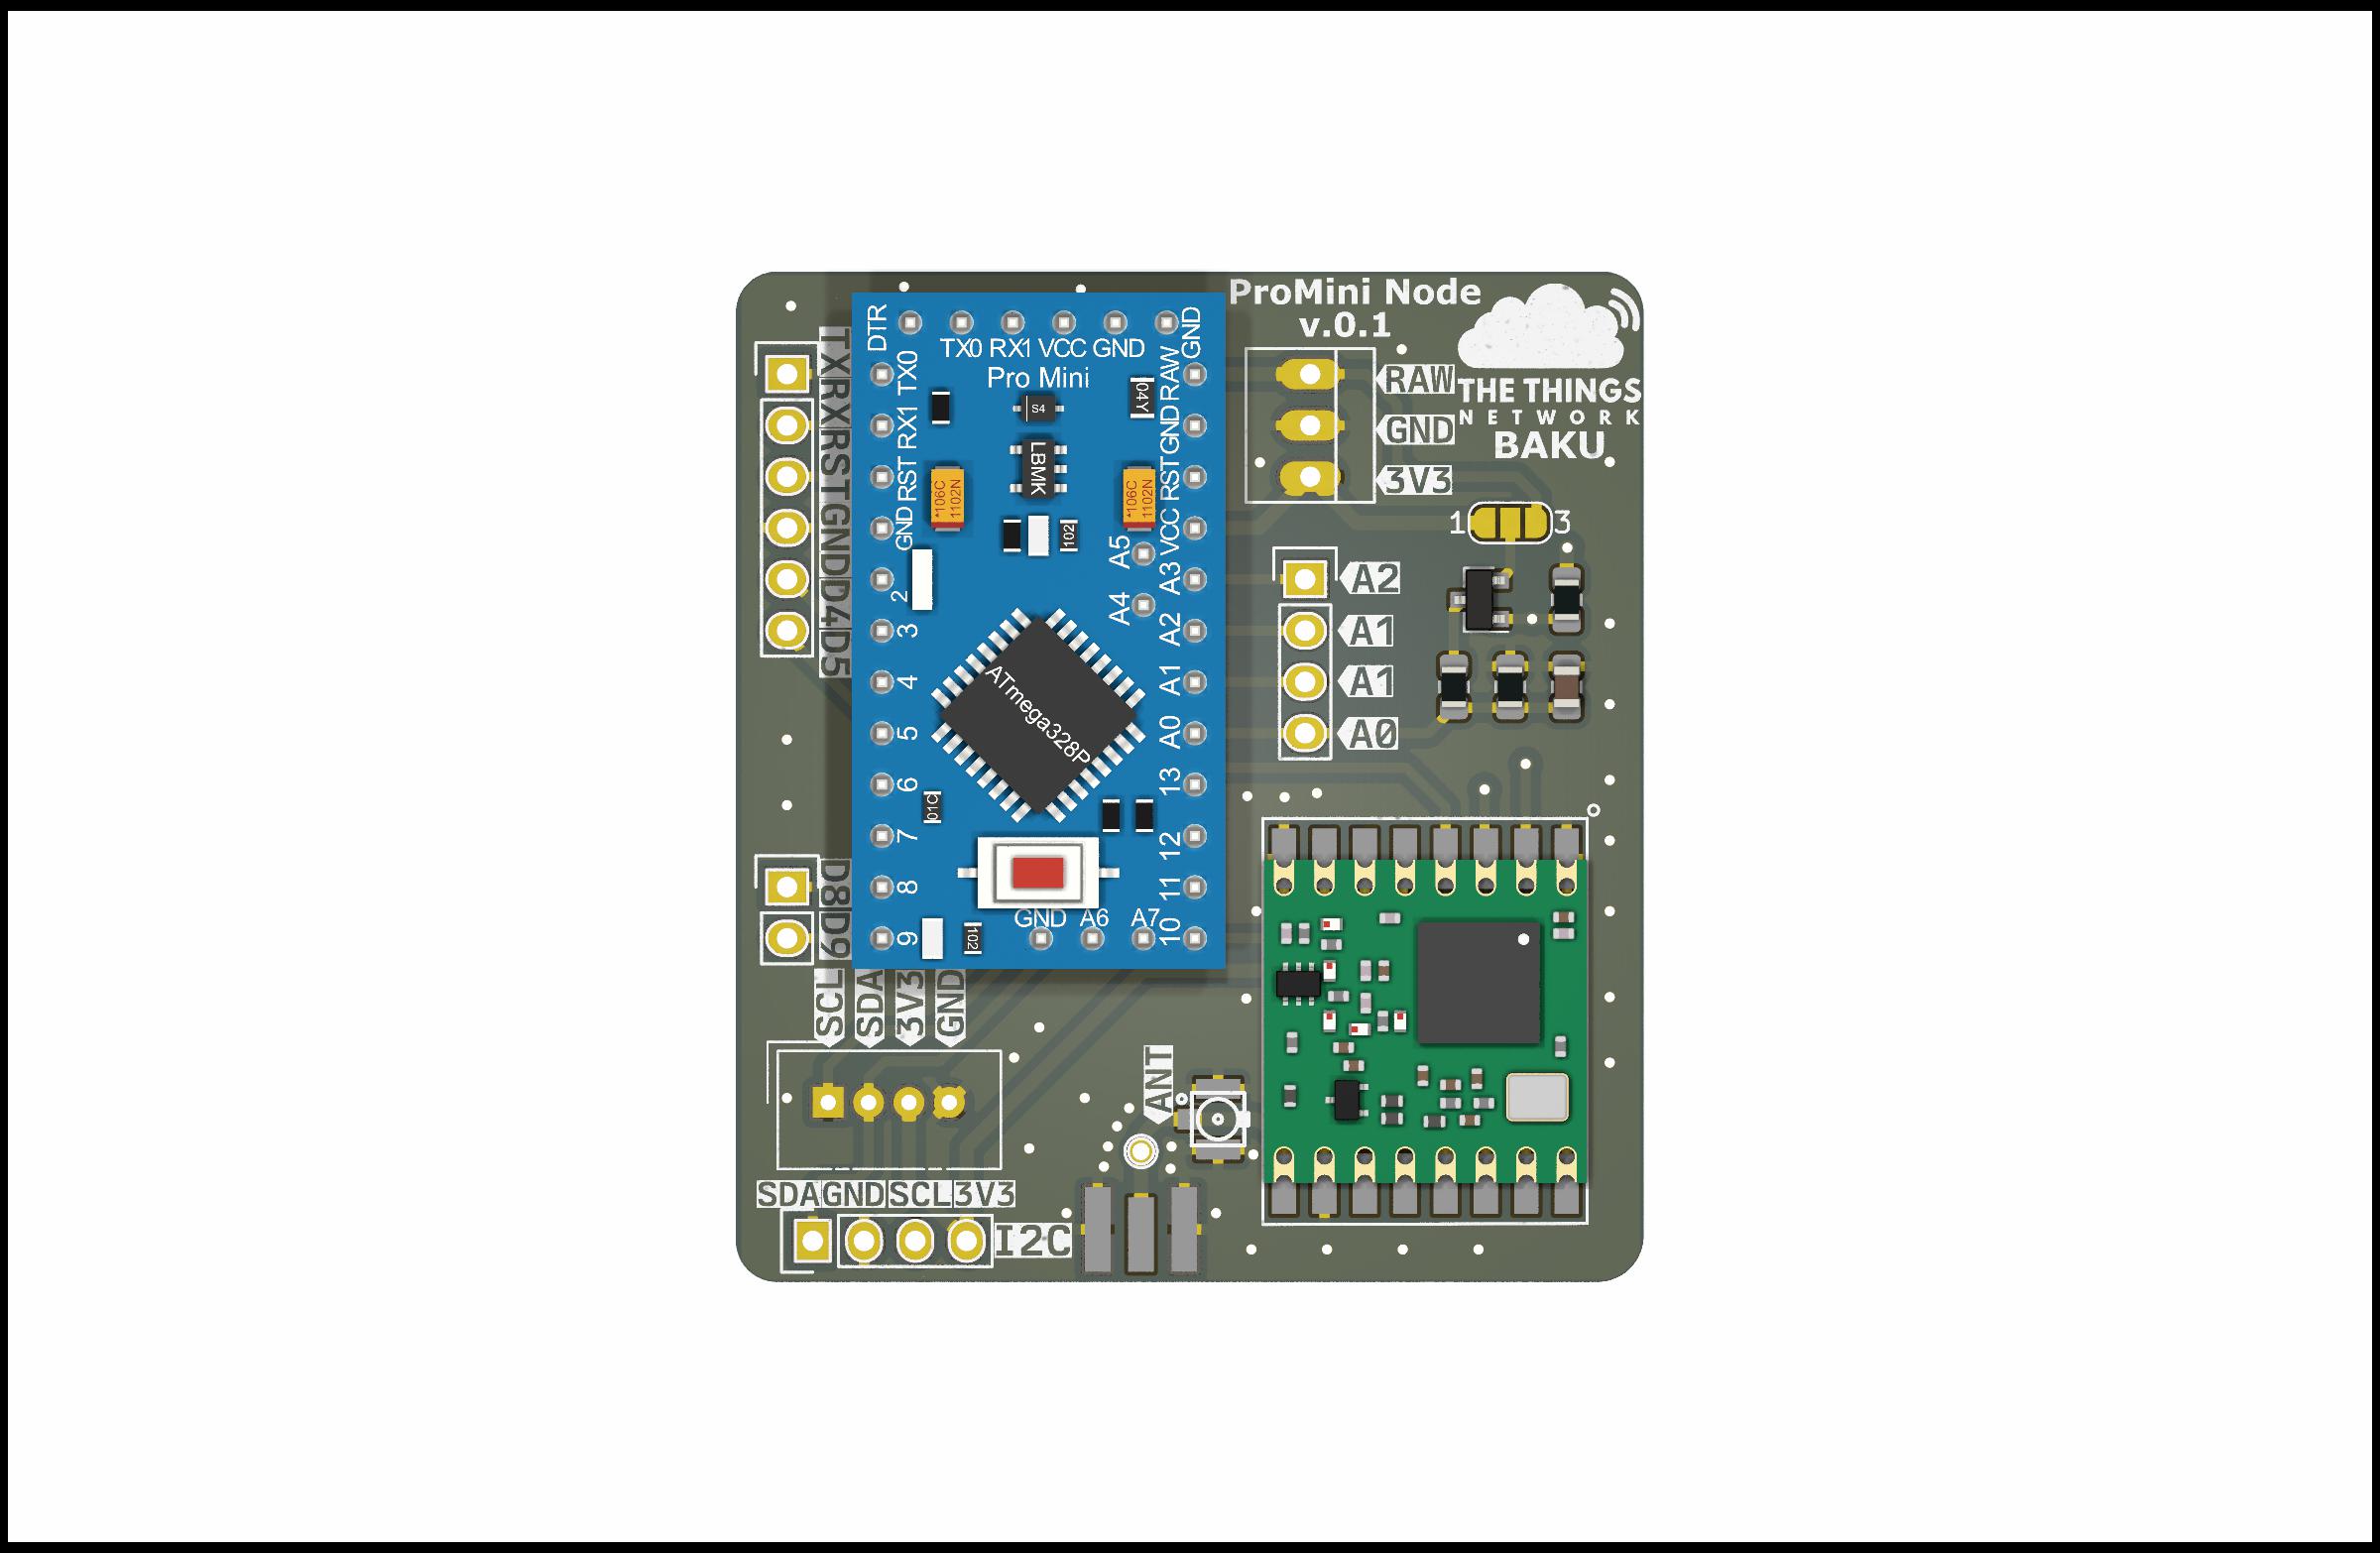 ProMini Node
v.0.1
THE THINGS
NETWORK
BAKU
RAW
GND
3V3
1 3
A2
A1
A1
A0
TX
RX
RST
GND
D4
D5
D8
D9
DTR
TX0 RX1 VCC GND
GND
Pro Mini
TX0
RX1
RST
GND
2
3
4
5
6
7
8
9
RAW
GND
RST
VCC
A3
A2
A1
A0
13
12
11
10
A5
A4
S4
04Y
LBMK
*106C
1102N
*106C
1102N
102
ATmega328P
01C
GND A6 A7
102
SCL
SDA
3V3
GND
ANT
SDA GND SCL 3V3
I2C